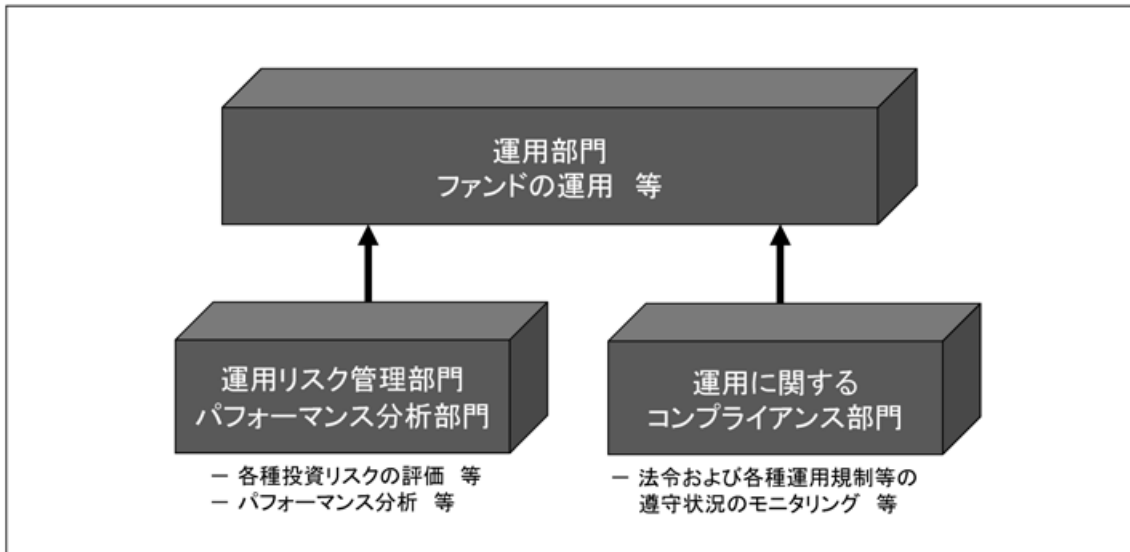 運用部門
ファンドの運用 等
運用リスク管理部門
パフォーマンス分析部門
運用に関する
コンプライアンス部門
－ 各種投資リスクの評価 等
－ パフォーマンス分析 等
－ 法令および各種運用規制等の
遵守状況のモニタリング 等